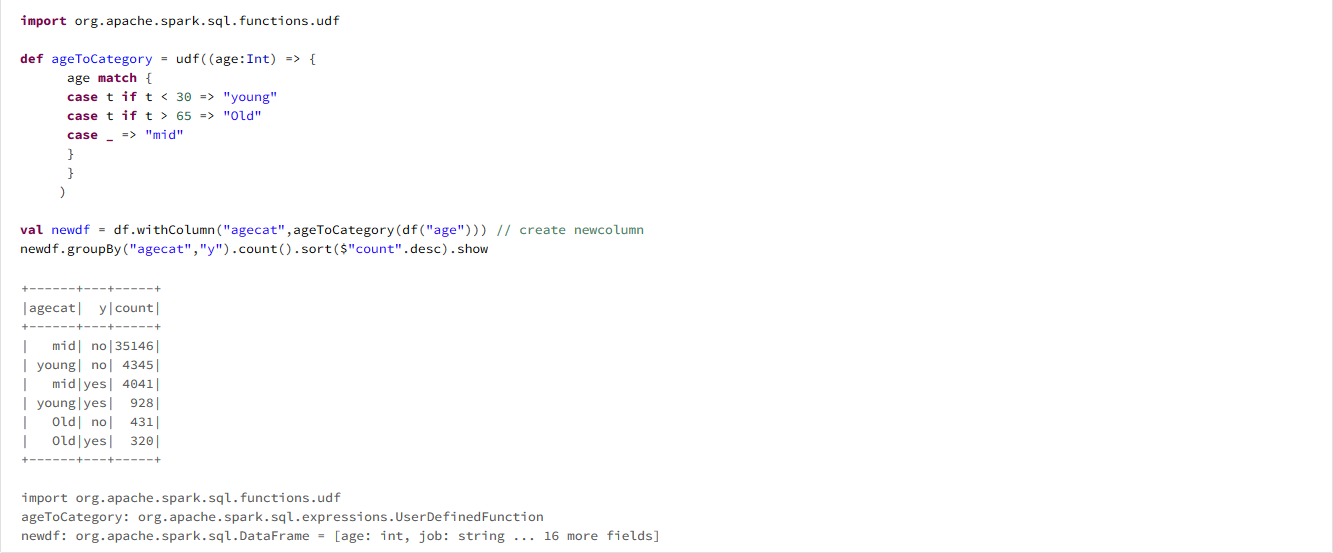 import org.apache.spark.sql.functions.udf
def ageToCategory = udf((age:Int) => {
      age match {
      case t if t < 30 => "young"
      case t if t > 65 => "Old"
      case _ => "mid"
      }
      }
     )
val newdf = df.withColumn("agecat",ageToCategory(df("age"))) // create newcolumn
newdf.groupBy("agecat","y").count().sort($"count".desc).show
+------+---+-----+
|agecat|  y|count|
+------+---+-----+
|   mid| no|35146|
| young| no| 4345|
|   mid|yes| 4041|
| young|yes|  928|
|   Old| no|  431|
|   Old|yes|  320|
+------+---+-----+
import org.apache.spark.sql.functions.udf
ageToCategory: org.apache.spark.sql.expressions.UserDefinedFunction
newdf: org.apache.spark.sql.DataFrame = [age: int, job: string ... 16 more fields]